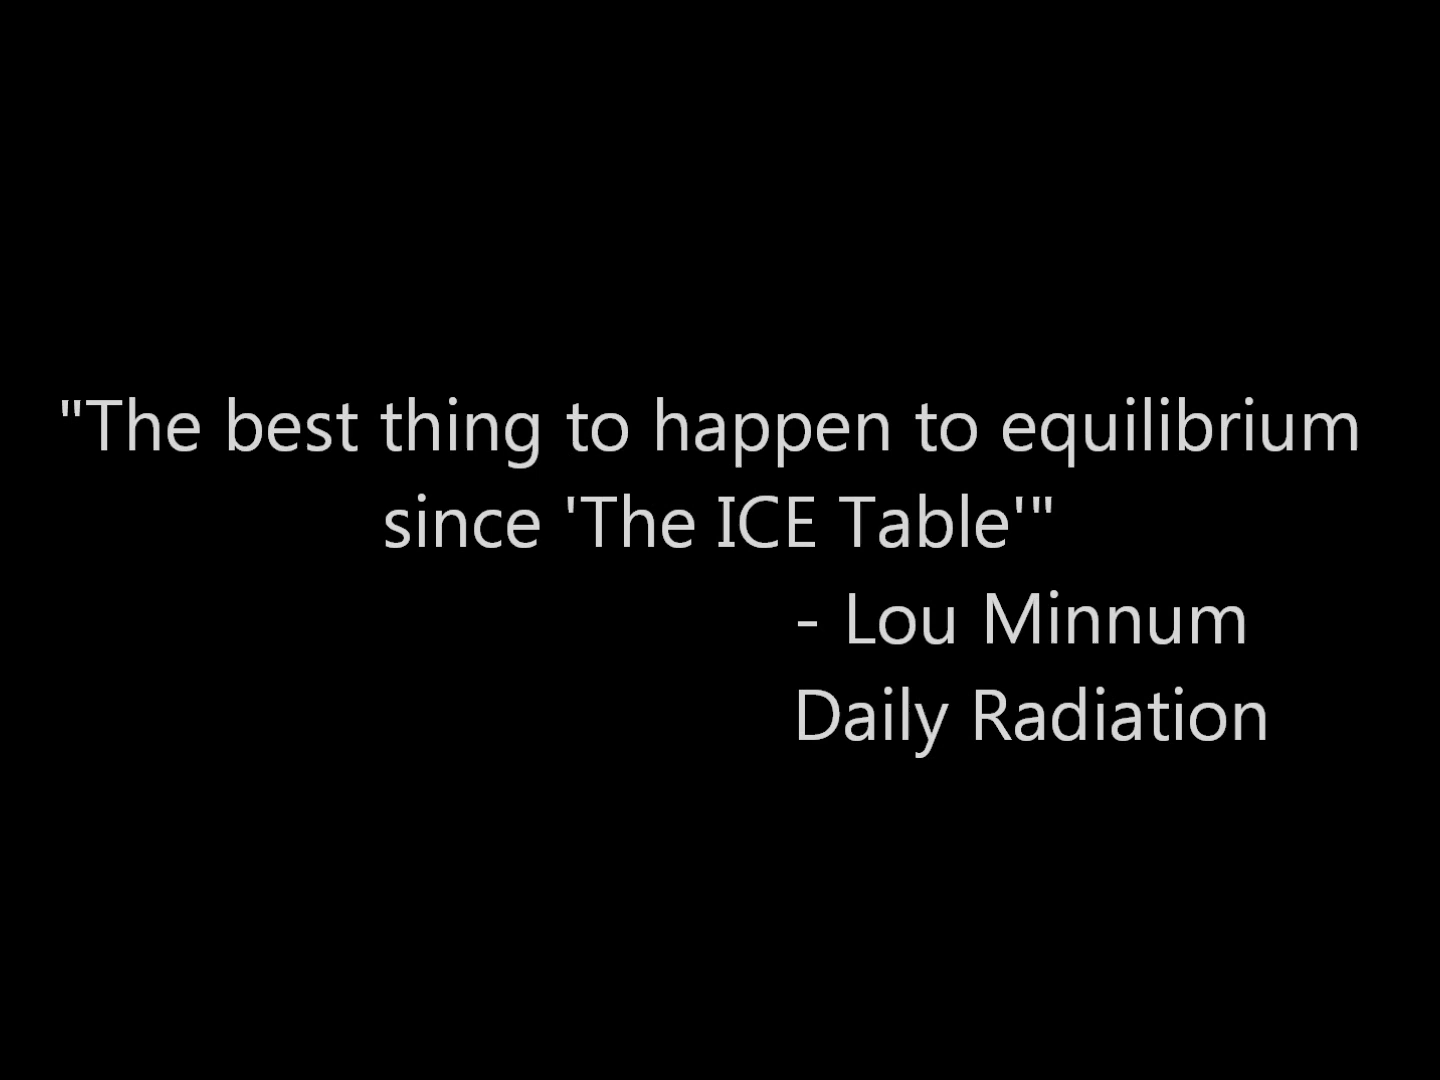 "The best thing to happen to equilibrium
since 'The ICE Table'"
- Lou Minnum
Daily Radiation